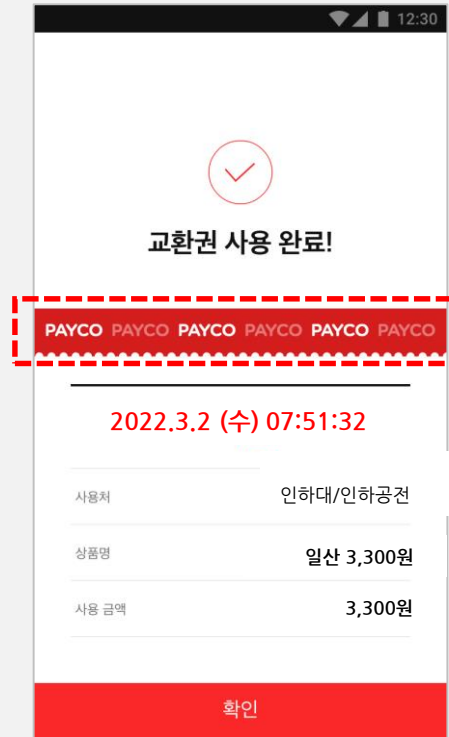 12:30
교환권 사용 완료!
PAYCO PAYCO PAYCO PAYCO PAYCO PAYCO
2022.3.2 (수) 07:51:32
사용처 인하대/인하공전
상품명 일산 3,300원
사용 금액 3,300원
확인